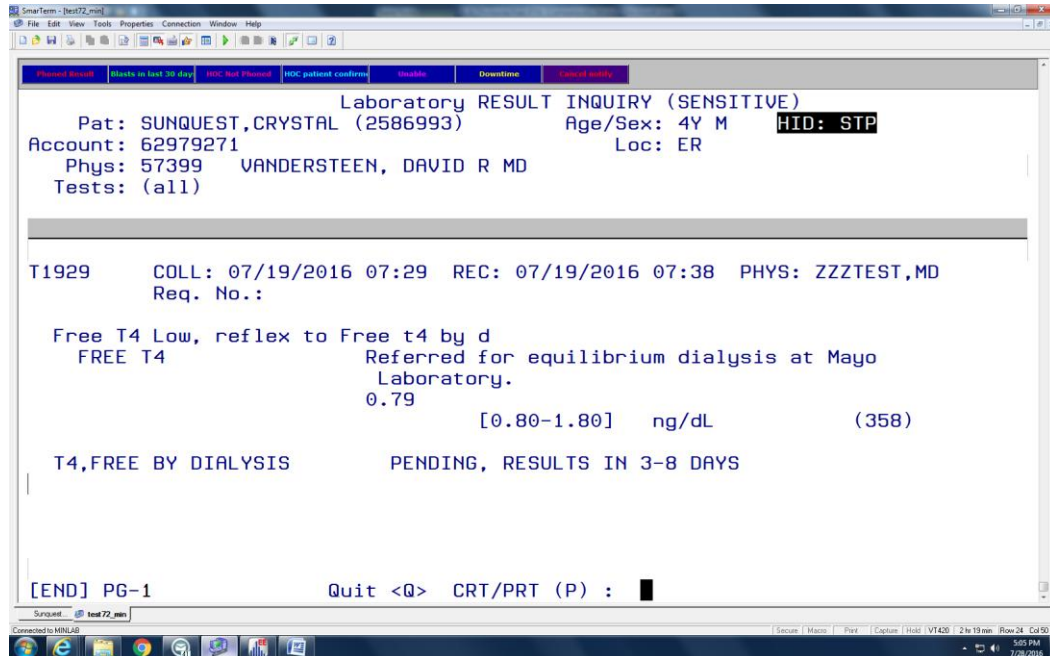 SmarTerm - [test72_min]
File Edit View Tools Properties Connection Window Help
Phoned Result Blasts in last 30 day HOC Not Phoned HOC patient confirm Unable Downtime Cancel notify
Laboratory RESULT INQUIRY (SENSITIVE)
Pat: SUNQUEST,CRYSTAL (2586993) Age/Sex: 4Y M HID: STP
Account: 62979271 Loc: ER
Phys: 57399 VANDERSTEEN, DAVID R MD
Tests: (all)
T1929 COLL: 07/19/2016 07:29 REC: 07/19/2016 07:38 PHYS: ZZZTEST,MD
Req. No.:
Free T4 Low, reflex to Free t4 by d
FREE T4 Referred for equilibrium dialysis at Mayo
Laboratory.
0.79
[0.80-1.80] ng/dL (358)
T4,FREE BY DIALYSIS PENDING, RESULTS IN 3-8 DAYS
[END] PG-1 Quit <Q> CRT/PRT (P) :
Sunquest... test72_min
Connected to MINLAB Secure Macro Print Capture Hold VT420 2 hr 19 min Row 24 Col 50
5:05 PM
7/28/2016